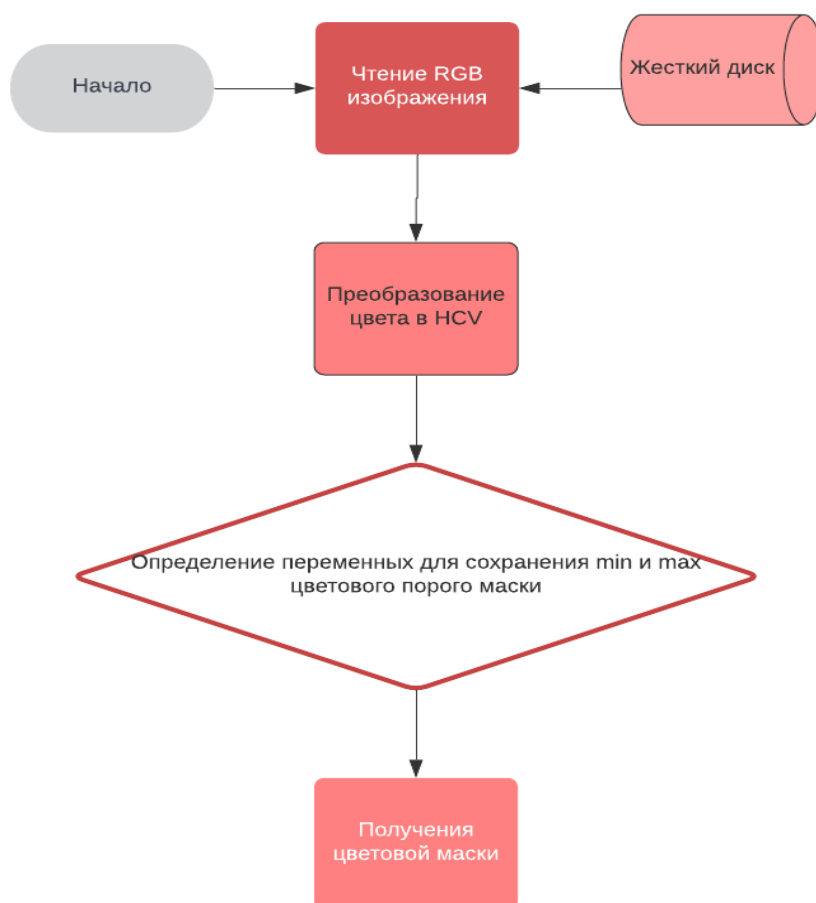 Начало
Чтение RGB
изображения
Жесткий диск
Преобразование
цвета в HCV
Определение переменных для сохранения min и max
цветового порого маски
Получения
цветовой маски